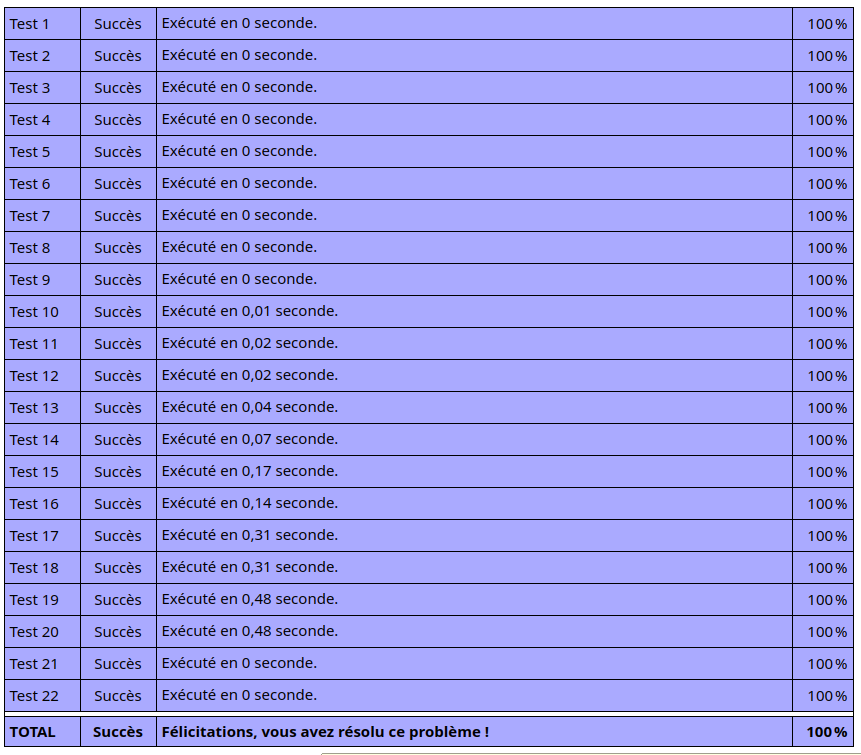 Test 1 Succès Exécuté en 0 seconde. 100 %
Test 2 Succès Exécuté en 0 seconde. 100 %
Test 3 Succès Exécuté en 0 seconde. 100 %
Test 4 Succès Exécuté en 0 seconde. 100 %
Test 5 Succès Exécuté en 0 seconde. 100 %
Test 6 Succès Exécuté en 0 seconde. 100 %
Test 7 Succès Exécuté en 0 seconde. 100 %
Test 8 Succès Exécuté en 0 seconde. 100 %
Test 9 Succès Exécuté en 0 seconde. 100 %
Test 10 Succès Exécuté en 0,01 seconde. 100 %
Test 11 Succès Exécuté en 0,02 seconde. 100 %
Test 12 Succès Exécuté en 0,02 seconde. 100 %
Test 13 Succès Exécuté en 0,04 seconde. 100 %
Test 14 Succès Exécuté en 0,07 seconde. 100 %
Test 15 Succès Exécuté en 0,17 seconde. 100 %
Test 16 Succès Exécuté en 0,14 seconde. 100 %
Test 17 Succès Exécuté en 0,31 seconde. 100 %
Test 18 Succès Exécuté en 0,31 seconde. 100 %
Test 19 Succès Exécuté en 0,48 seconde. 100 %
Test 20 Succès Exécuté en 0,48 seconde. 100 %
Test 21 Succès Exécuté en 0 seconde. 100 %
Test 22 Succès Exécuté en 0 seconde. 100 %
TOTAL Succès Félicitations, vous avez résolu ce problème ! 100 %